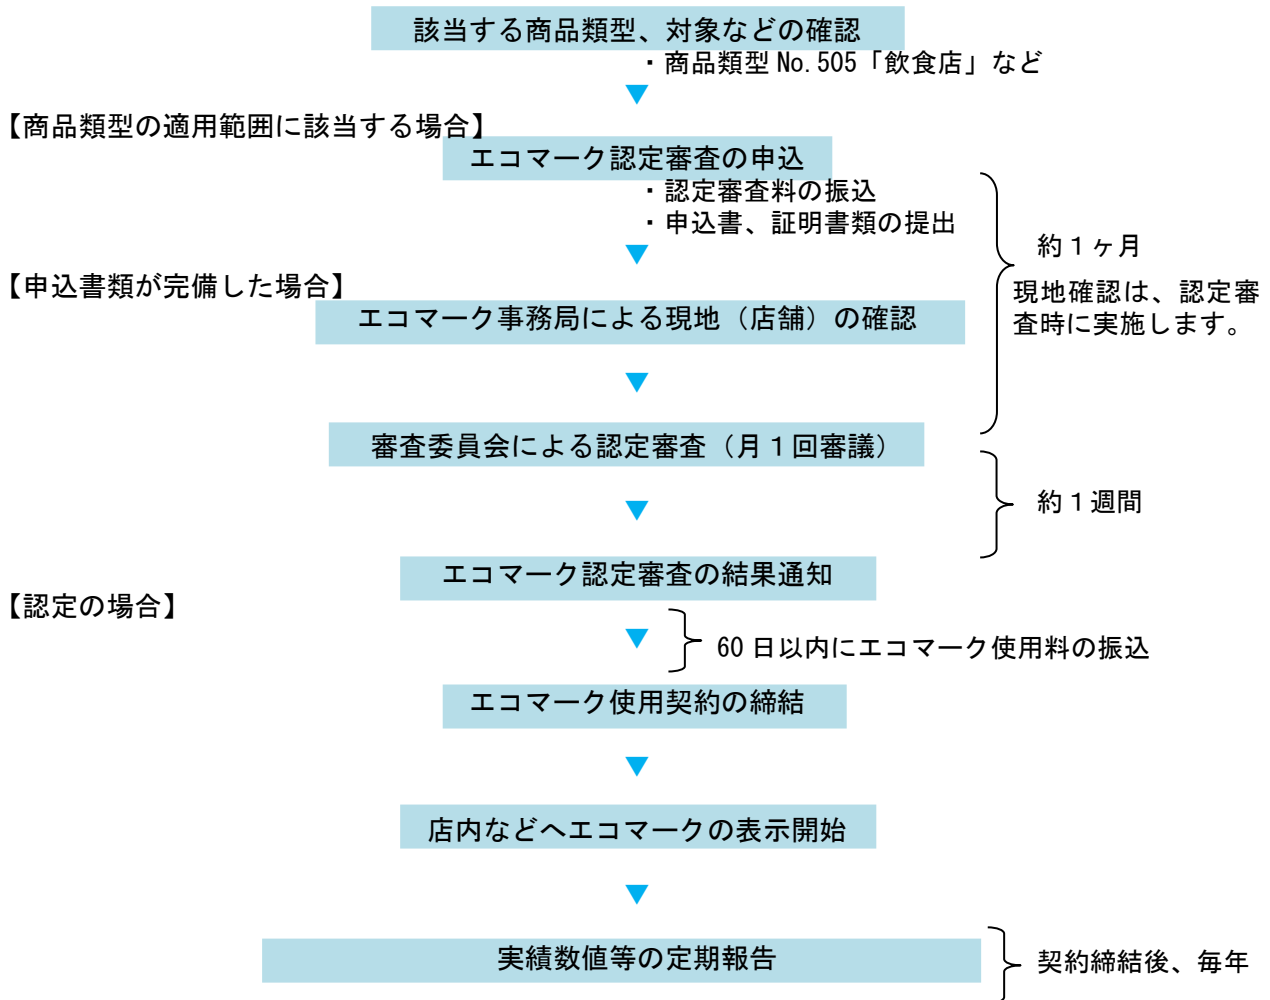 該当する商品類型、対象などの確認
・商品類型 No.505「飲食店」など
【商品類型の適用範囲に該当する場合】
エコマーク認定審査の申込
・認定審査料の振込
・申込書、証明書類の提出
約１ヶ月
現地確認は、認定審
査時に実施します。
【申込書類が完備した場合】
エコマーク事務局による現地（店舗）の確認
審査委員会による認定審査（月１回審議）
約１週間
エコマーク認定審査の結果通知
【認定の場合】
60 日以内にエコマーク使用料の振込
エコマーク使用契約の締結
店内などへエコマークの表示開始
実績数値等の定期報告
契約締結後、毎年